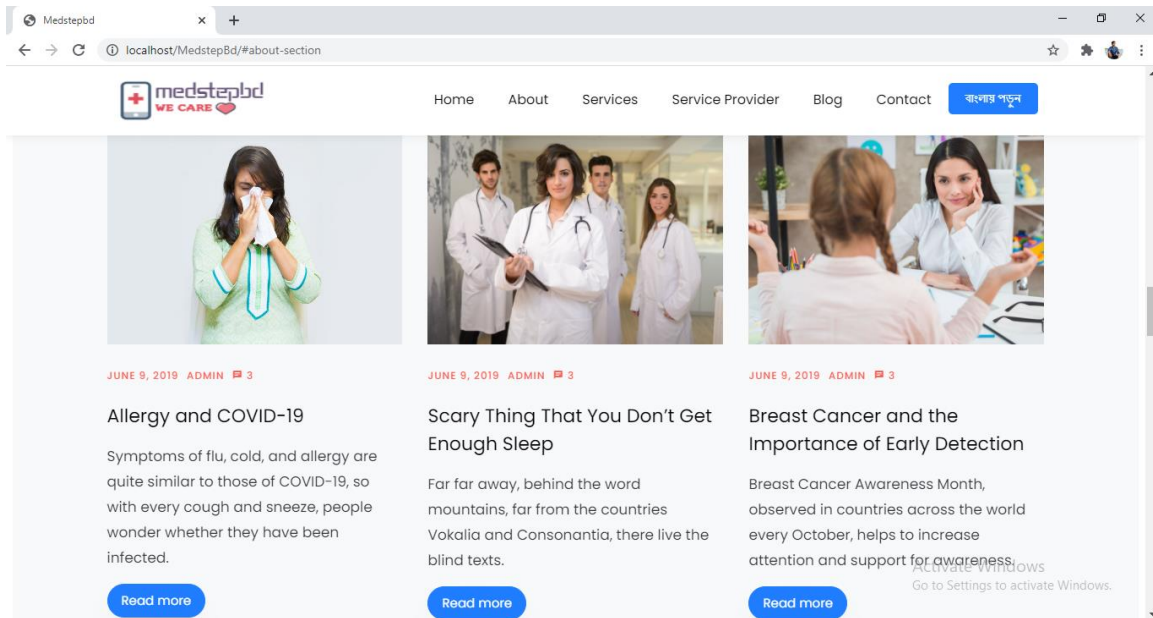 Medstepbd
localhost/MedstepBd/#about-section
medstepbd
WE CARE
Home About Services Service Provider Blog Contact বাংলায় পড়ুন
JUNE 9, 2019 ADMIN 3
Allergy and COVID-19
Symptoms of flu, cold, and allergy are
quite similar to those of COVID-19, so
with every cough and sneeze, people
wonder whether they have been
infected.
Read more
JUNE 9, 2019 ADMIN 3
Scary Thing That You Don't Get
Enough Sleep
Far far away, behind the word
mountains, far from the countries
Vokalia and Consonantia, there live the
blind texts.
Read more
JUNE 9, 2019 ADMIN 3
Breast Cancer and the
Importance of Early Detection
Breast Cancer Awareness Month,
observed in countries across the world
every October, helps to increase
attention and support for awareness.
Read more
Activate Windows
Go to Settings to activate Windows.